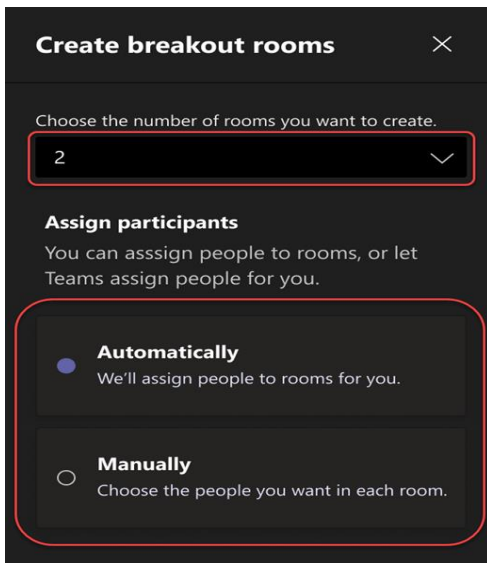 Create breakout rooms
Choose the number of rooms you want to create.
2
Assign participants
You can asssign people to rooms, or let
Teams assign people for you.
Automatically
We'll assign people to rooms for you.
Manually
Choose the people you want in each room.